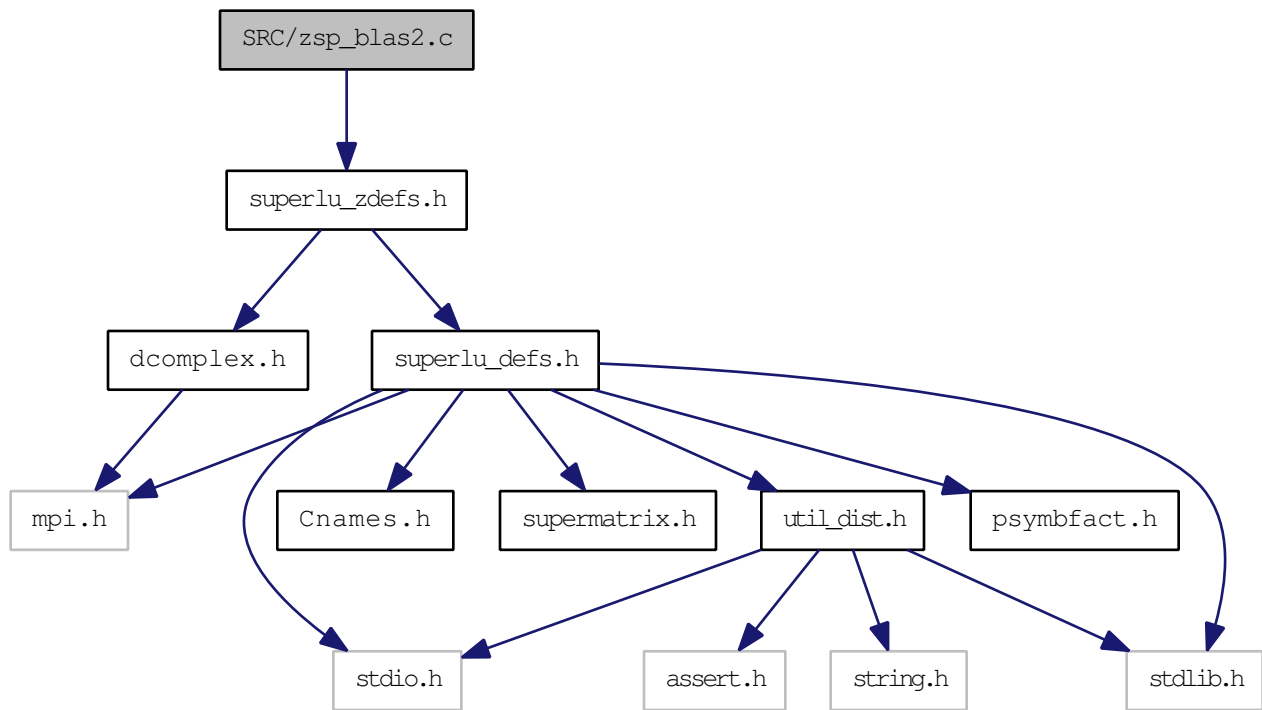 SRC/zsp_blas2.c
superlu_zdefs.h
dcomplex.h
superlu_defs.h
mpi.h
Cnames.h
supermatrix.h
util_dist.h
psymbfact.h
stdio.h
assert.h
string.h
stdlib.h